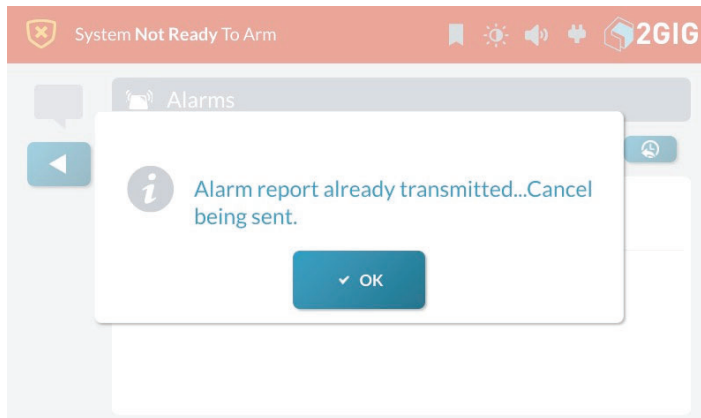 System Not Ready To Arm
2GIG
Alarms
Alarm report already transmitted...Cancel
being sent.
OK